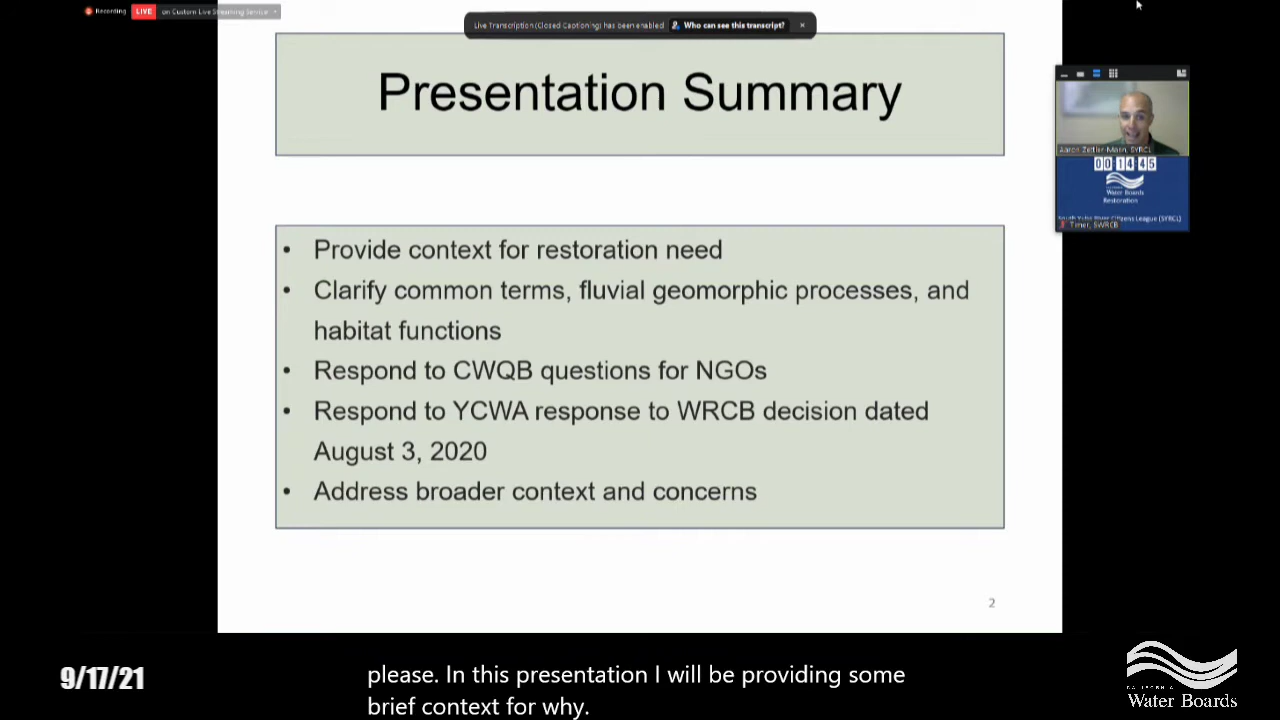 Recording
LIVE
on Custom Live Streaming Service
Live Transcription (Closed Captioning) has been enabled
Who can see this transcript?
Presentation Summary
• Provide context for restoration need
• Clarify common terms, fluvial geomorphic processes, and
habitat functions
• Respond to CWQB questions for NGOs
• Respond to YCWA response to WRCB decision dated
August 3, 2020
• Address broader context and concerns
2
Aaron Zettler-Mann, SYRCL
00:14:45
Water Boards
Restoration
South Yuba River Citizens League (SYRCL)
Timer, SWRCB
9/17/21
please. In this presentation I will be providing some
brief context for why.
CALIFORNIA
Water Boards